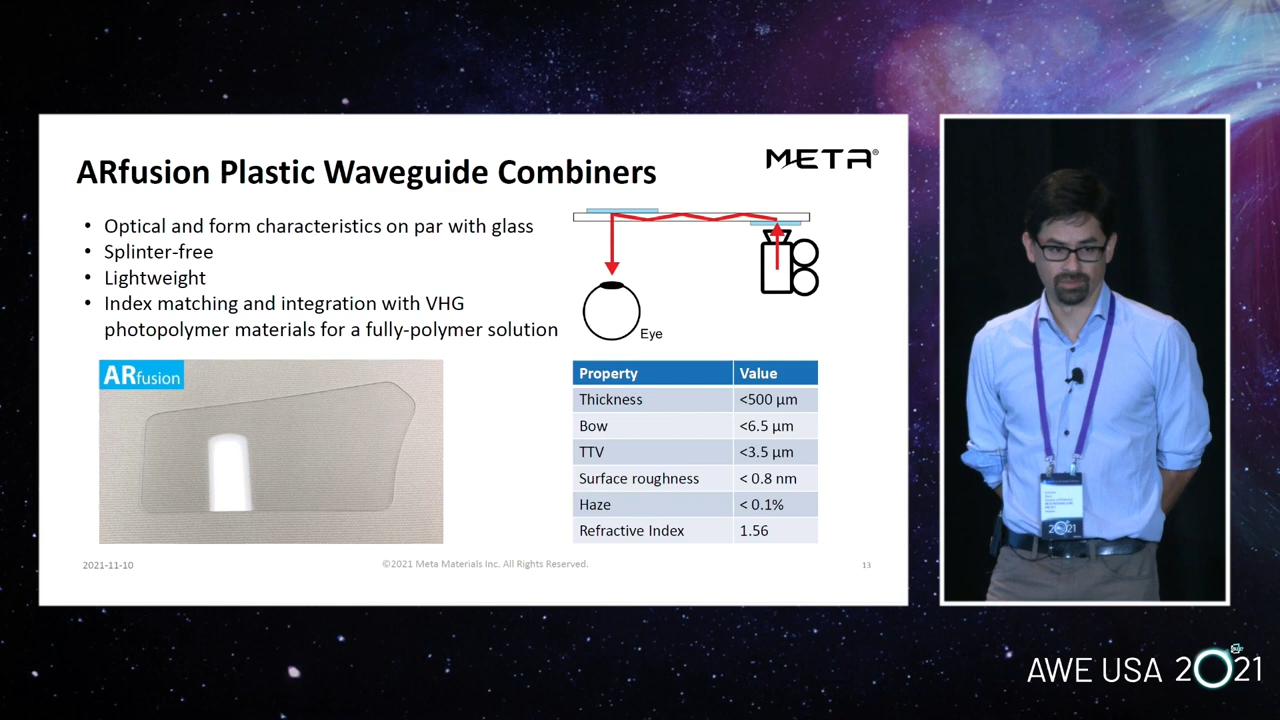 ARfusion Plastic Waveguide Combiners
META®
• Optical and form characteristics on par with glass
• Splinter-free
• Lightweight
• Index matching and integration with VHG
photopolymer materials for a fully-polymer solution
Eye
ARfusion
Property Value
Thickness <500 µm
Bow <6.5 µm
TTV <3.5 µm
Surface roughness < 0.8 nm
Haze < 0.1%
Refractive Index 1.56
2021-11-10
©2021 Meta Materials Inc. All Rights Reserved.
13
2021
AWE USA 2021